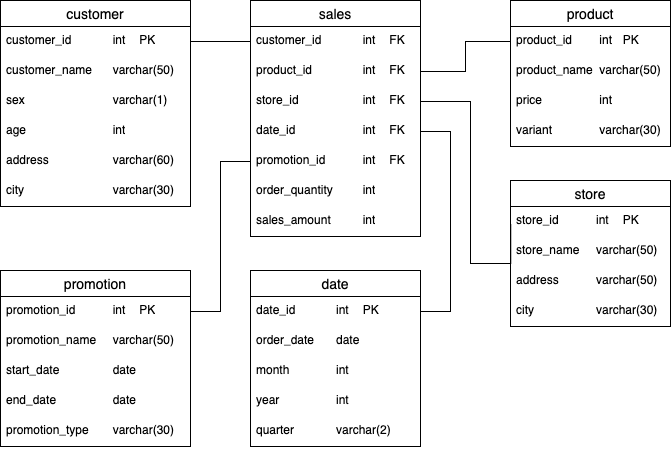 customer
customer_id int PK
customer_name varchar(50)
sex varchar(1)
age int
address varchar(60)
city varchar(30)
sales
customer_id int FK
product_id int FK
store_id int FK
date_id int FK
promotion_id int FK
order_quantity int
sales_amount int
product
product_id int PK
product_name varchar(50)
price int
variant varchar(30)
store
store_id int PK
store_name varchar(50)
address varchar(50)
city varchar(30)
promotion
promotion_id int PK
promotion_name varchar(50)
start_date date
end_date date
promotion_type varchar(30)
date
date_id int PK
order_date date
month int
year int
quarter varchar(2)